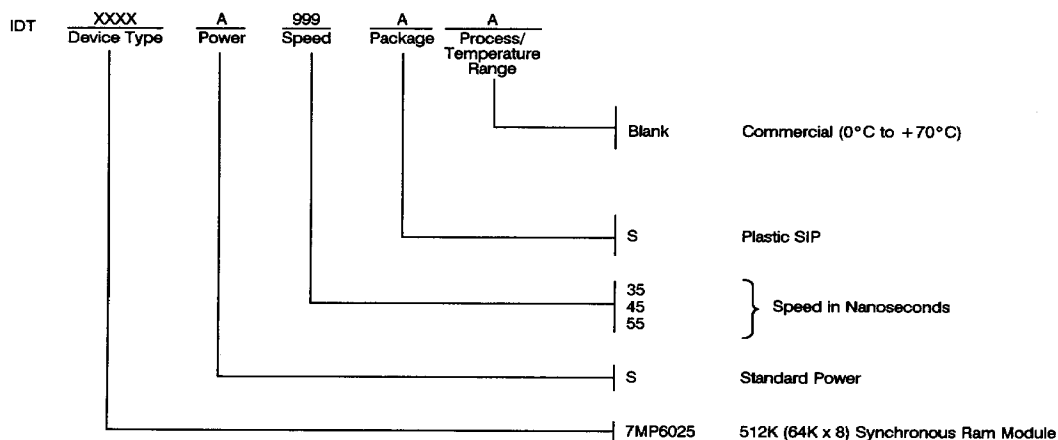 IDT XXXX A 999 A A
Device Type Power Speed Package Process/
Temperature
Range
Blank Commercial (0°C to +70°C)
S Plastic SIP
35
45
55
Speed in Nanoseconds
S Standard Power
7MP6025 512K (64K x 8) Synchronous Ram Module